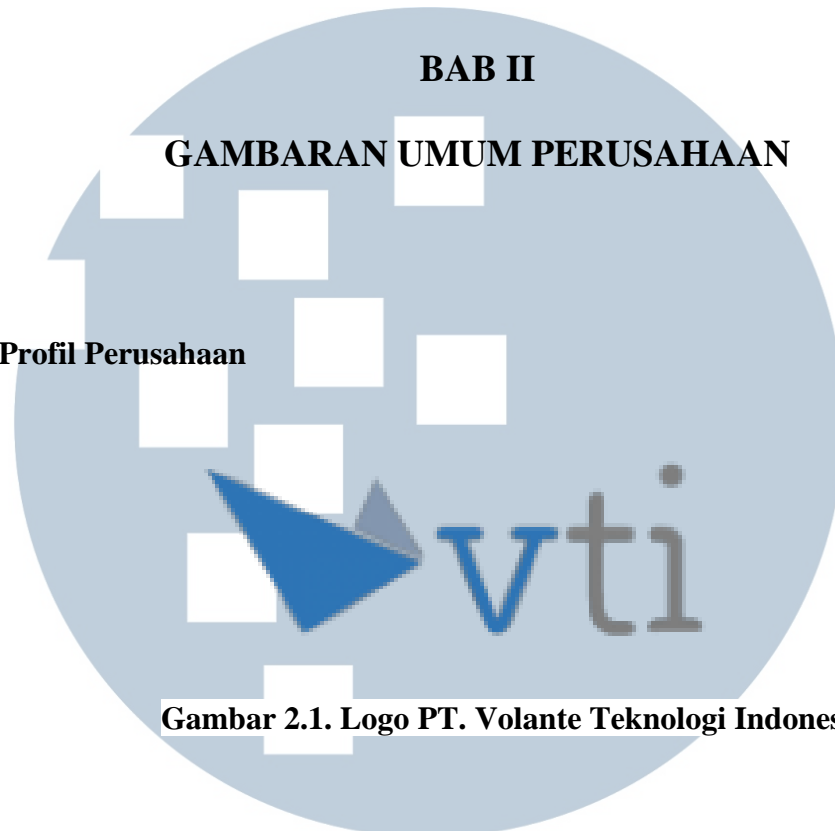 BAB II
GAMBARAN UMUM PERUSAHAAN
Profil Perusahaan
vti
Gambar 2.1. Logo PT. Volante Teknologi Indones